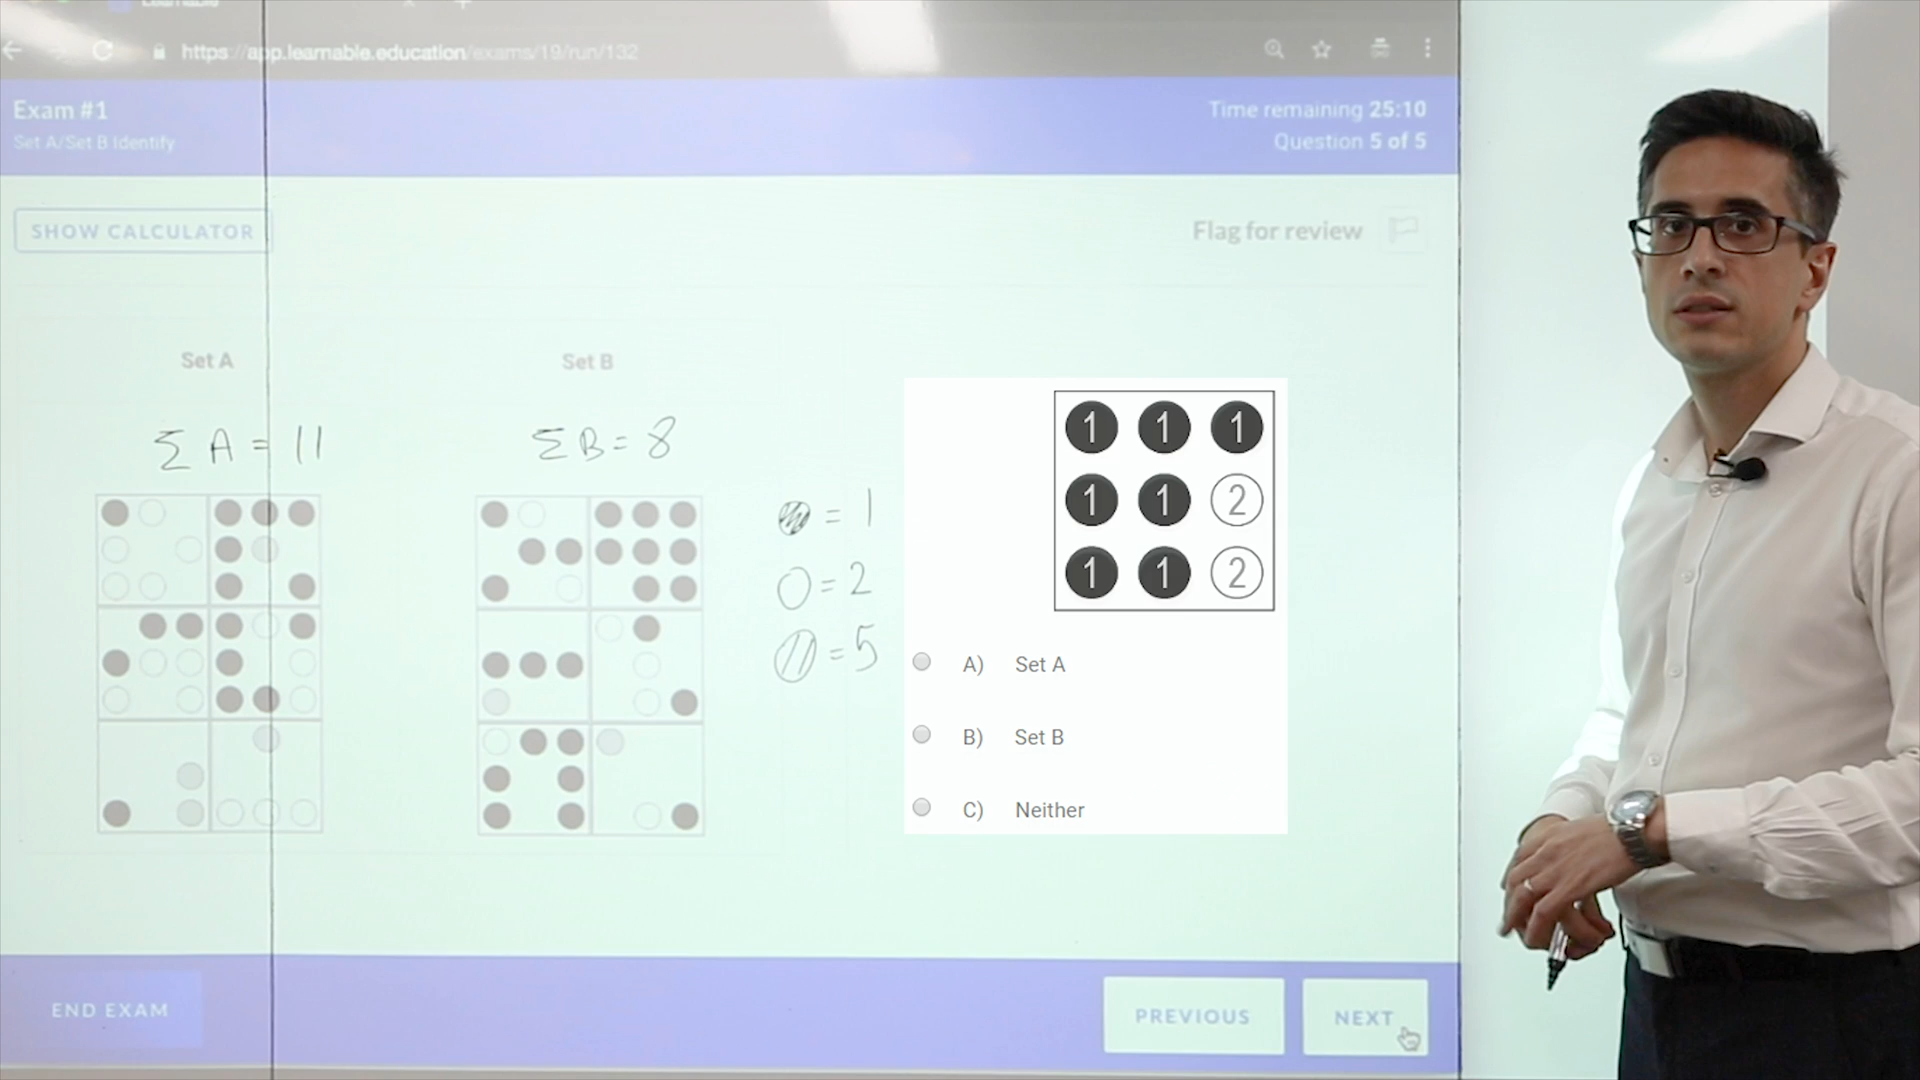 https://app.learnable.education/exams/19/run/132
Exam #1
Set A/Set B Identify
Time remaining 25:10
Question 5 of 5
SHOW CALCULATOR
Flag for review
Set A
Set B
Σ A = 11
Σ B = 8
= 1
= 2
= 5
1 1 1
1 1 2
1 1 2
A) Set A
B) Set B
C) Neither
END EXAM
PREVIOUS
NEXT